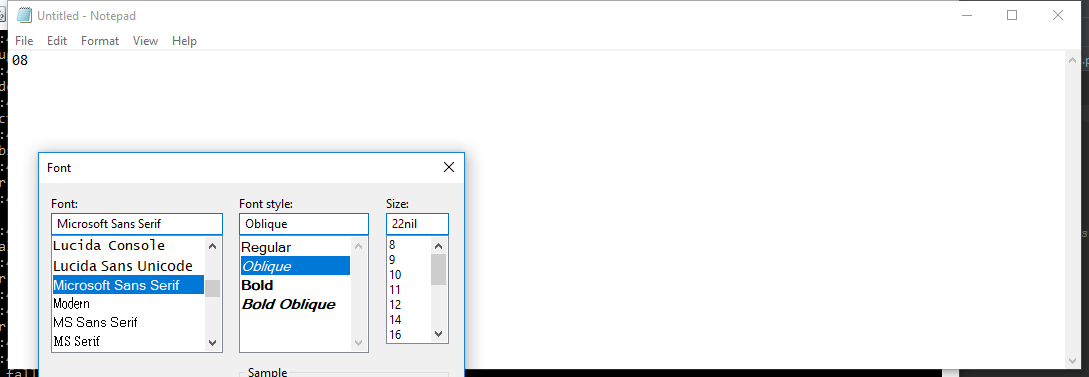 Untitled - Notepad
File Edit Format View Help
08
Font
Font: Font style: Size:
Microsoft Sans Serif Oblique 22nil
Lucida Console
Lucida Sans Unicode
Microsoft Sans Serif
Modern
MS Sans Serif
MS Serif
Regular
Oblique
Bold
Bold Oblique
8
9
10
11
12
14
16
Sample